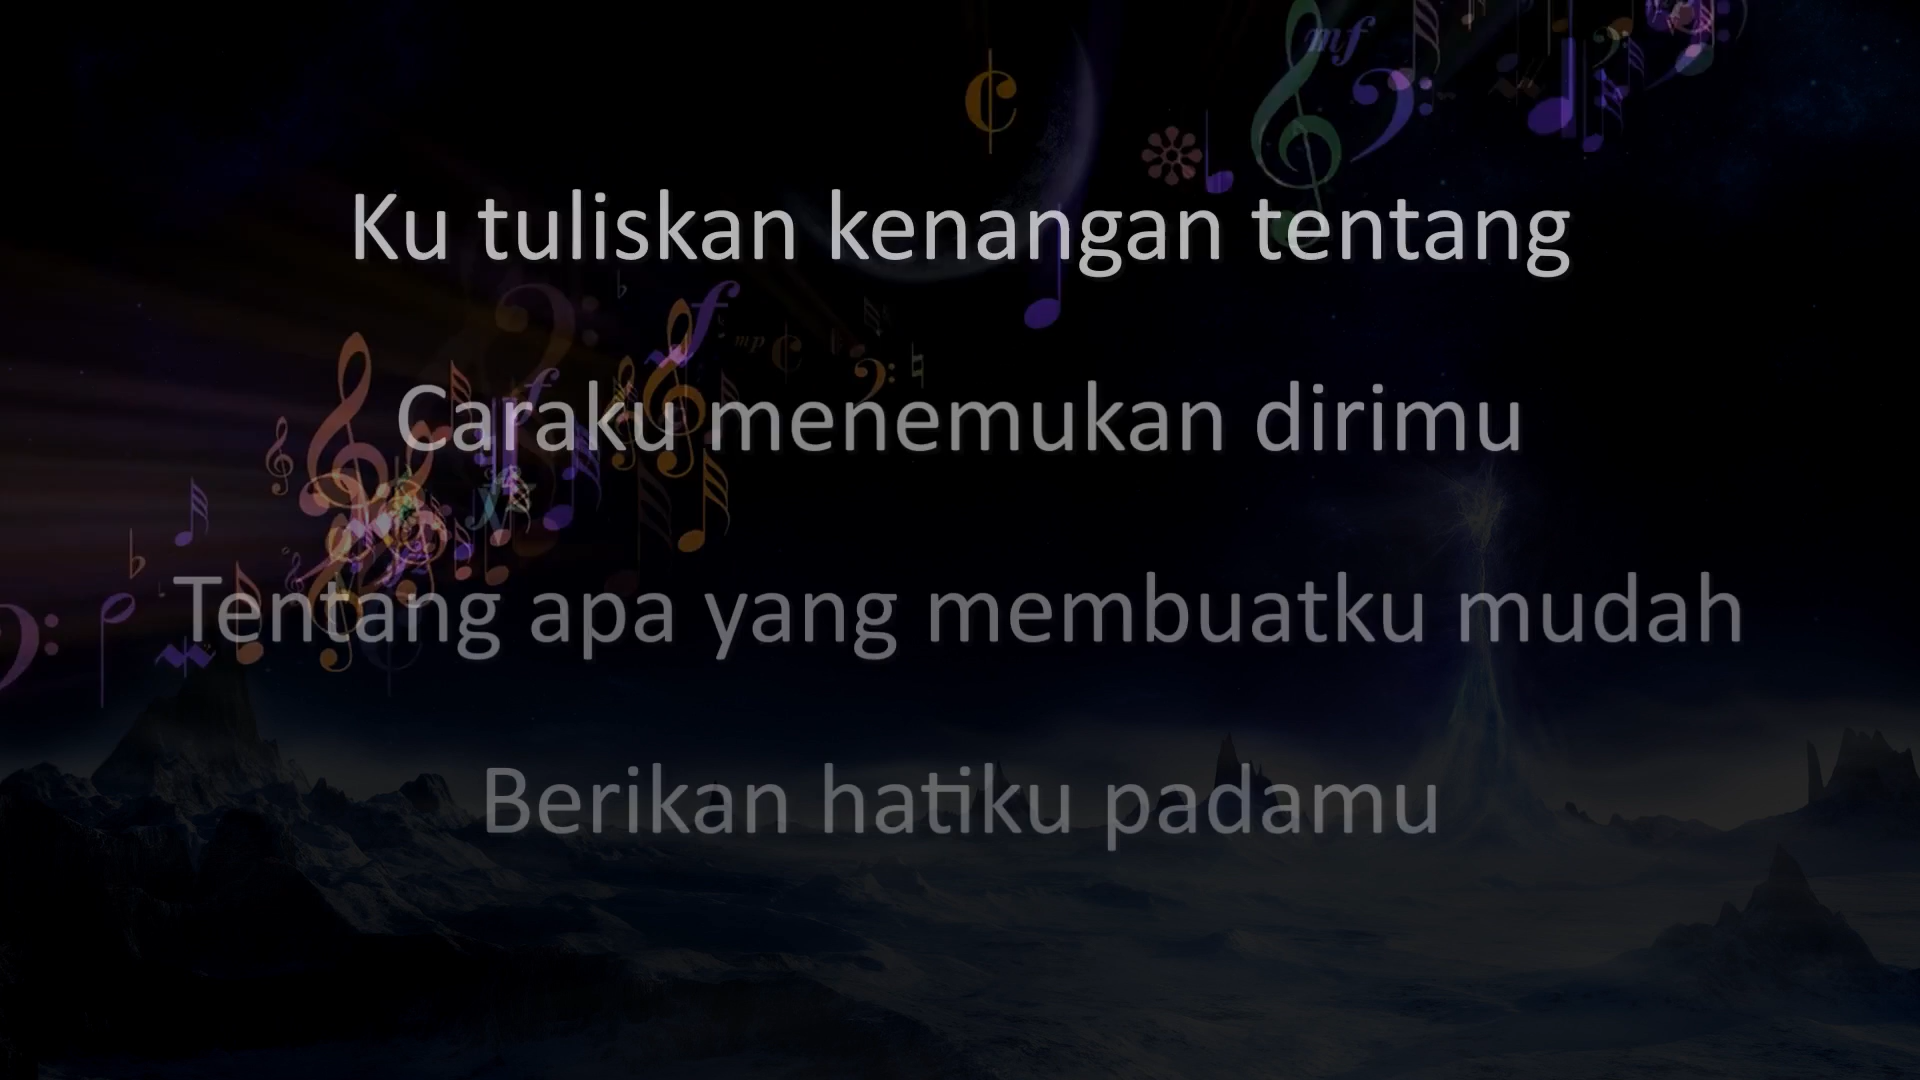 Ku tuliskan kenangan tentang
Caraku menemukan dirimu
Tentang apa yang membuatku mudah
Berikan hatiku padamu